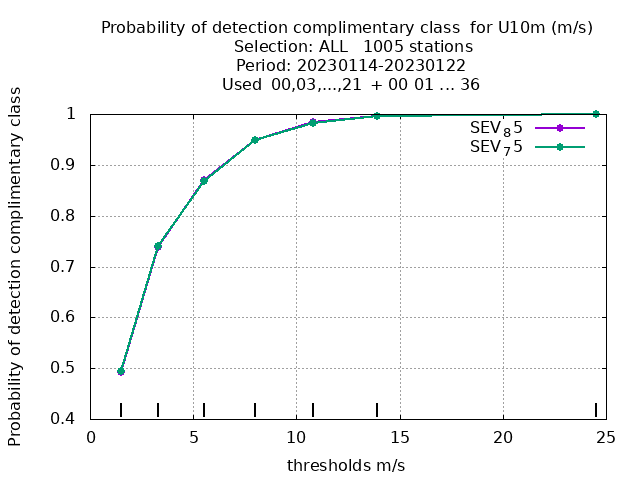 Probability of detection complimentary class  for U10m (m/s)
Selection: ALL   1005 stations
Period: 20230114-20230122
Used  00,03,...,21  + 00 01 ... 36
Probability of detection complimentary class
1
0.9
0.8
0.7
0.6
0.5
0.4
SEV85
SEV75
0 5 10 15 20 25
thresholds m/s